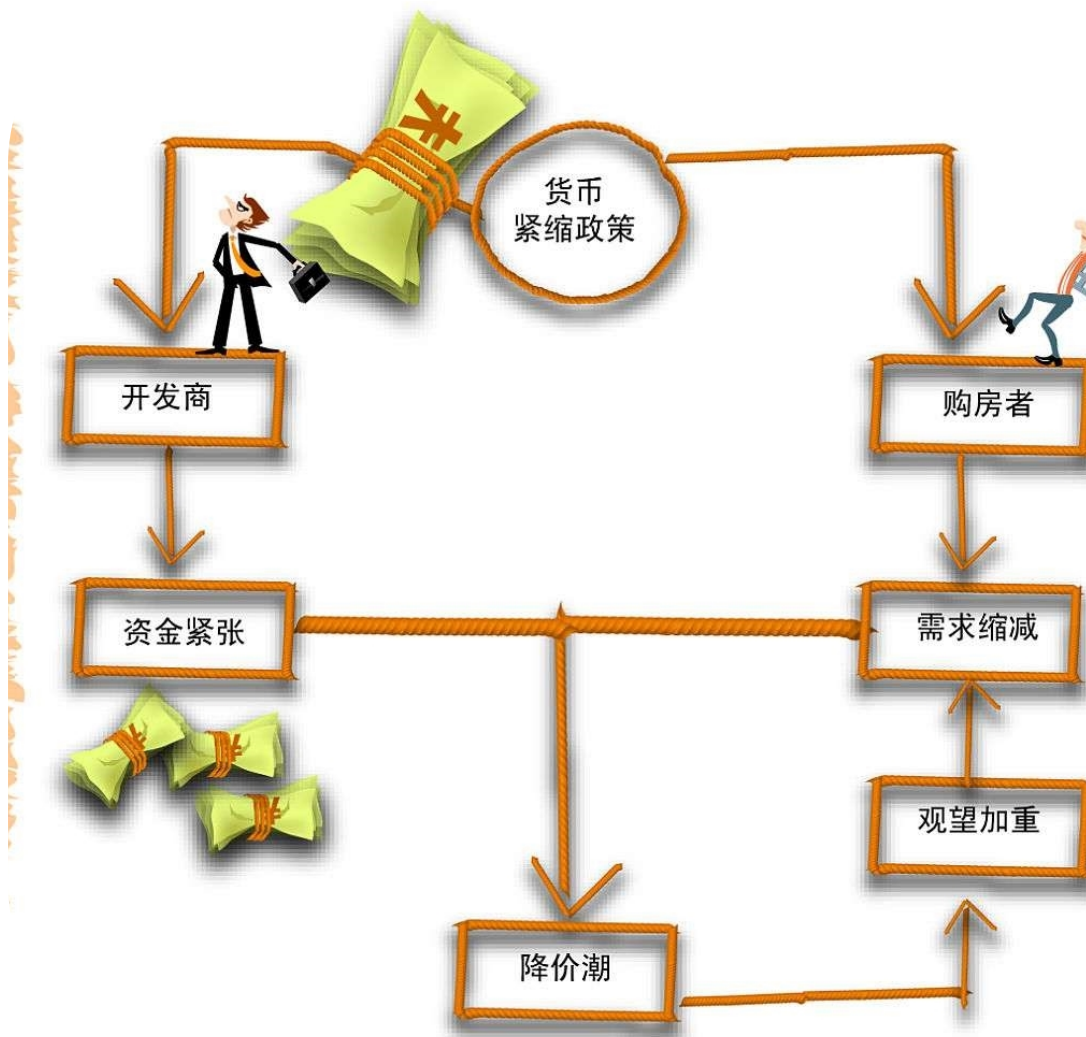 货币
紧缩政策
开发商
购房者
资金紧张
需求缩减
观望加重
降价潮